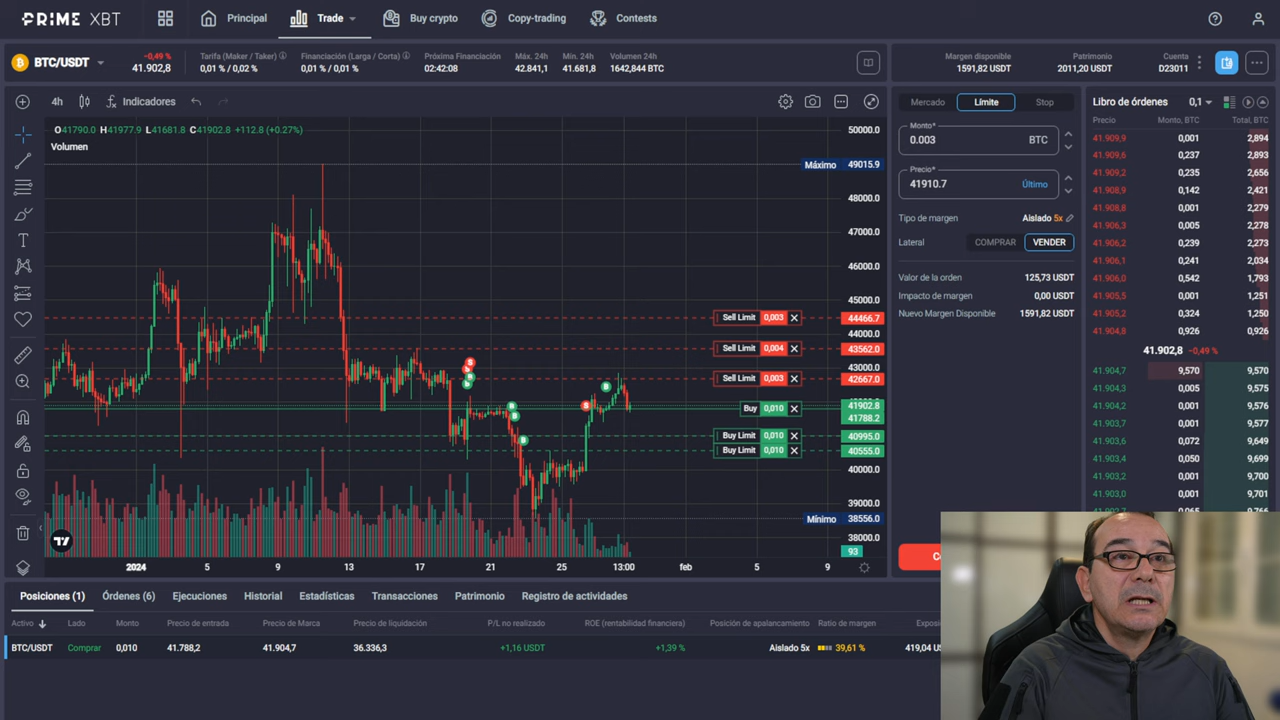 PRIME XBT
Principal
Trade
Buy crypto
Copy-trading
Contests
BTC/USDT
-0,49 %
41.902,8
Tarifa (Maker / Taker)
0,01 % / 0,02 %
Financiación (Larga / Corta)
0,01 % / 0,01 %
Próxima Financiación
02:42:08
Máx. 24h
42.841,1
Mín. 24h
41.681,8
Volumen 24h
1642,844 BTC
Margen disponible
1591,82 USDT
Patrimonio
2011,20 USDT
Cuenta
D23011
4h
Indicadores
O41790.0 H41977.9 L41681.8 C41902.8 +112.8 (+0.27%)
Volumen
50000.0
Máximo 49015.9
48000.0
47000.0
46000.0
45000.0
Sell Limit 0,003 X 44466.7
44000.0
Sell Limit 0,004 X 43562.0
43000.0
Sell Limit 0,003 X 42667.0
41902.8
Buy 0,010 X
41788.2
Buy Limit 0,010 X 40995.0
Buy Limit 0,010 X 40555.0
40000.0
39000.0
Mínimo 38556.0
38000.0
93
2024 5 9 13 17 21 25 13:00 feb 5 9
Mercado
Límite
Stop
Monto*
0.003 BTC
Precio*
41910.7 Último
Tipo de margen Aislado 5x
Lateral COMPRAR VENDER
Valor de la orden 125,73 USDT
Impacto de margen 0,00 USDT
Nuevo Margen Disponible 1591,82 USDT
Libro de órdenes 0,1
Precio Monto, BTC Total, BTC
41.909,9 0,001 2,894
41.909,6 0,237 2,893
41.909,2 0,235 2,656
41.908,9 0,142 2,421
41.908,8 0,001 2,279
41.906,3 0,005 2,278
41.906,2 0,239 2,273
41.906,1 0,241 2,034
41.906,0 0,542 1,793
41.905,5 0,001 1,251
41.905,2 0,324 1,250
41.904,8 0,926 0,926
41.902,8 -0,49 %
41.904,7 9,570 9,570
41.904,3 0,005 9,575
41.904,2 0,001 9,576
41.903,7 0,001 9,577
41.903,6 0,072 9,649
41.903,4 0,050 9,699
41.903,2 0,001 9,700
41.903,0 0,001 9,701
Posiciones (1)
Órdenes (6)
Ejecuciones
Historial
Estadísticas
Transacciones
Patrimonio
Registro de actividades
Activo Lado Monto Precio de entrada Precio de Marca Precio de liquidación P/L no realizado ROE (rentabilidad financiera) Posición de apalancamiento Ratio de margen Exposi
BTC/USDT Comprar 0,010 41.788,2 41.904,7 36.336,3 +1,16 USDT +1,39 % Aislado 5x 39,61 % 419,04 U